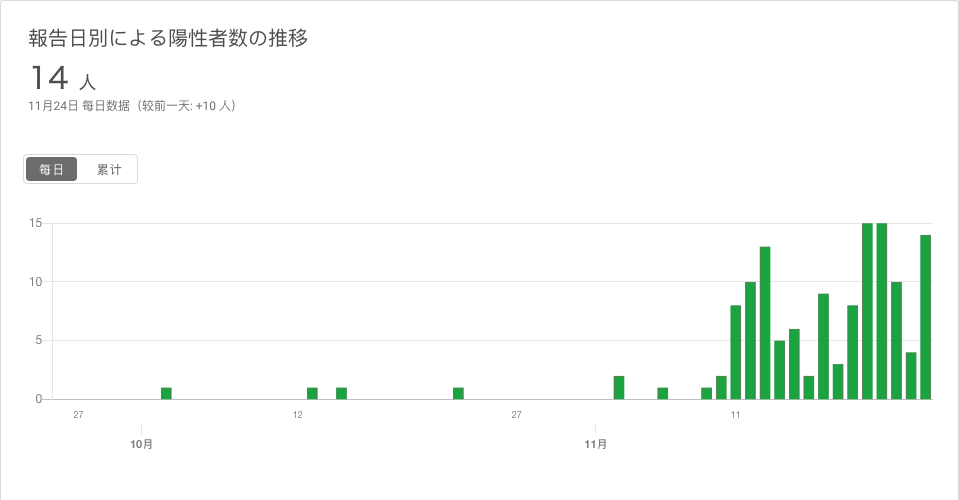 報告日別による陽性者数の推移
14 人
11月24日 每日数据（较前一天: +10 人）
每日 累计
15
10
5
0
27 12 27 11
10月 11月